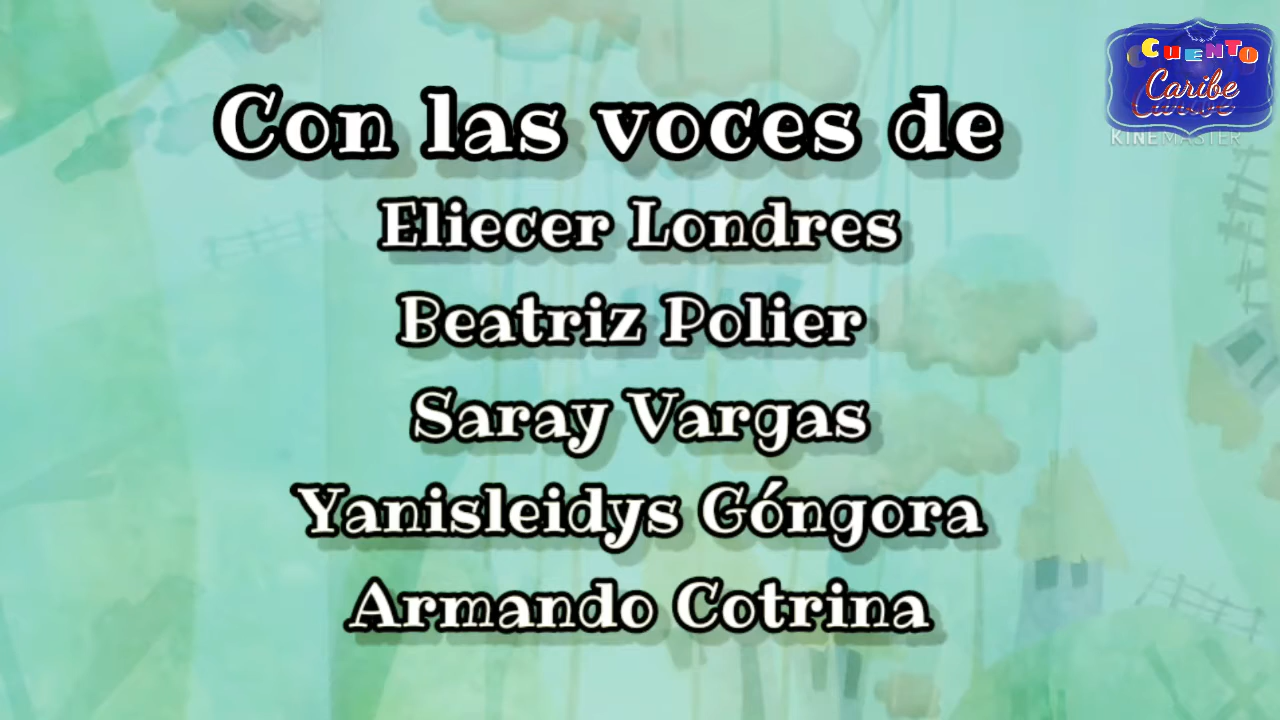 Con las voces de
Eliecer Londres
Beatriz Polier
Saray Vargas
Yanisleidys Góngora
Armando Cotrina
CUENTO
Caribe
KINEMASTER